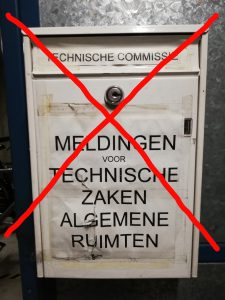 TECHNISCHE COMMISSIE
MELDINGEN
VOOR
TECHNISCHE
ZAKEN
ALGEMENE
RUIMTEN